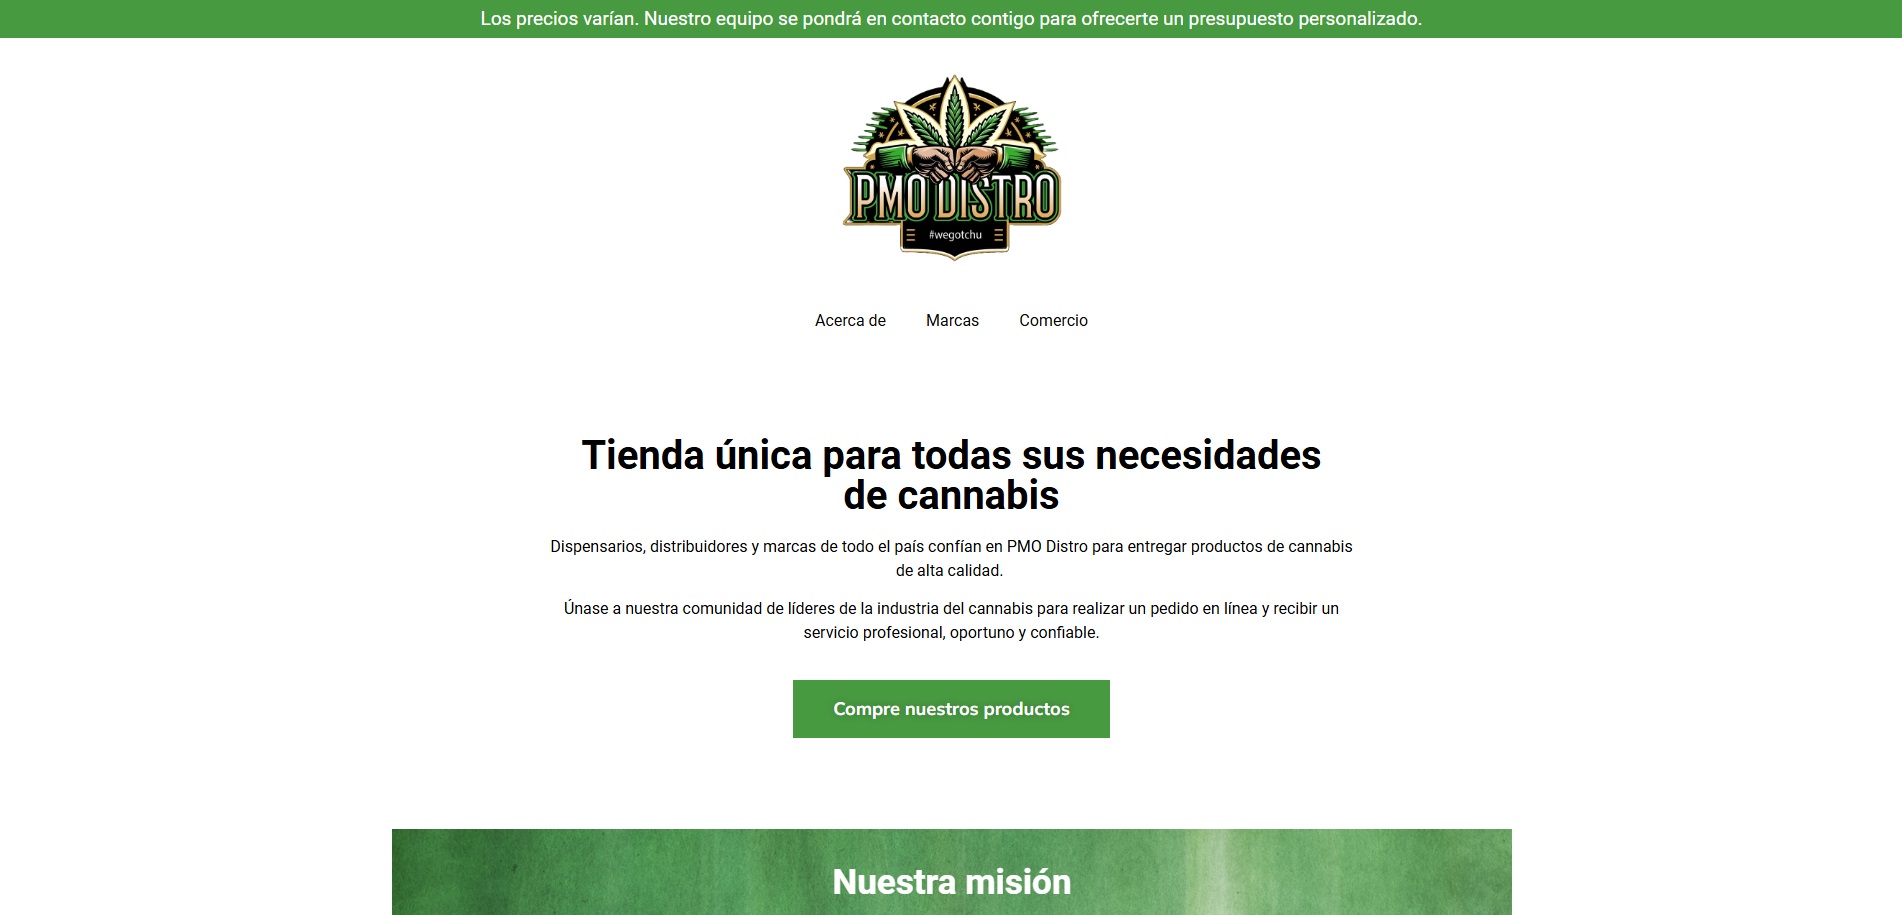 Los precios varían. Nuestro equipo se pondrá en contacto contigo para ofrecerte un presupuesto personalizado.
PMO DISTRO
#wegotchu
Acerca de Marcas Comercio
Tienda única para todas sus necesidades
de cannabis
Dispensarios, distribuidores y marcas de todo el país confían en PMO Distro para entregar productos de cannabis
de alta calidad.
Únase a nuestra comunidad de líderes de la industria del cannabis para realizar un pedido en línea y recibir un
servicio profesional, oportuno y confiable.
Compre nuestros productos
Nuestra misión